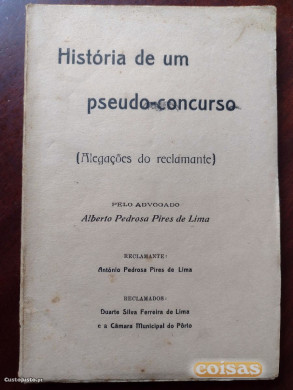 História de um
pseudo-concurso
(Alegações do reclamante)
PELO ADVOGADO
Alberto Pedrosa Pires de Lima
RECLAMANTE:
António Pedrosa Pires de Lima
RECLAMADOS:
Duarte Silva Ferreira de Lima
e a Câmara Municipal do Pôrto
CustoJusto.pt
coisas